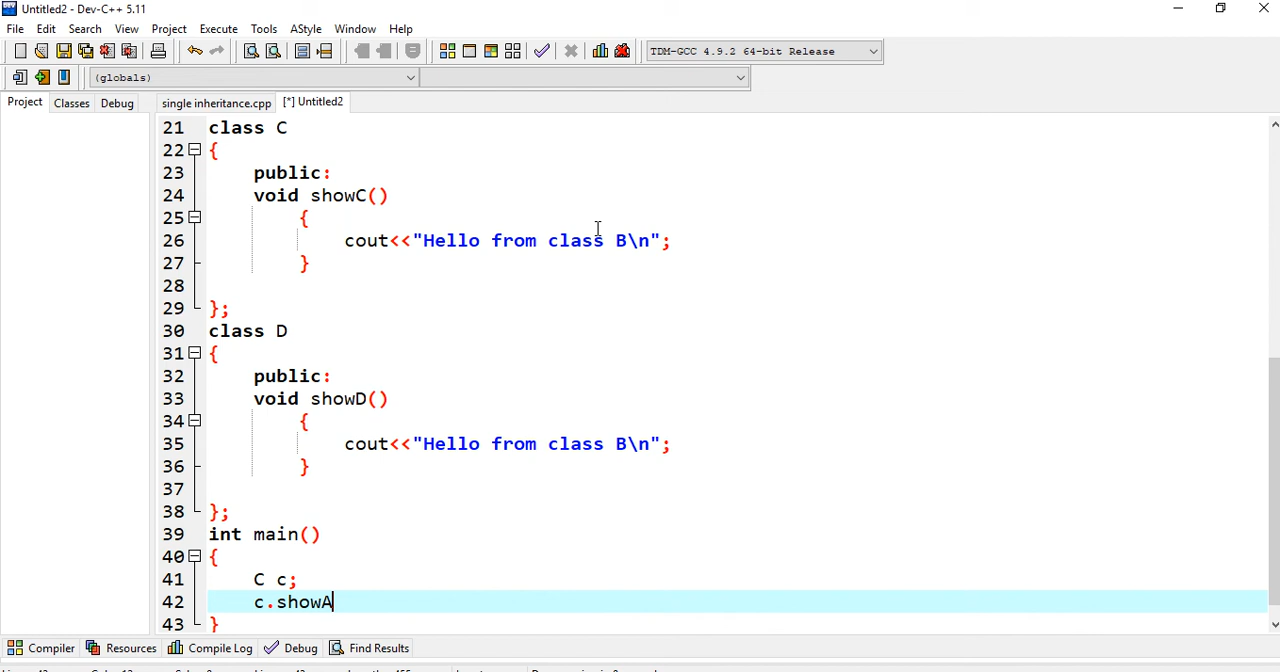 Untitled2 - Dev-C++ 5.11
File Edit Search View Project Execute Tools AStyle Window Help
TDM-GCC 4.9.2 64-bit Release
(globals)
Project Classes Debug single inheritance.cpp [*] Untitled2
21 class C
22 {
23 public:
24 void showC()
25 {
26 cout<<"Hello from class B\n";
27 }
28
29 };
30 class D
31 {
32 public:
33 void showD()
34 {
35 cout<<"Hello from class B\n";
36 }
37
38 };
39 int main()
40 {
41 C c;
42 c.showA
43 }
Compiler Resources Compile Log Debug Find Results